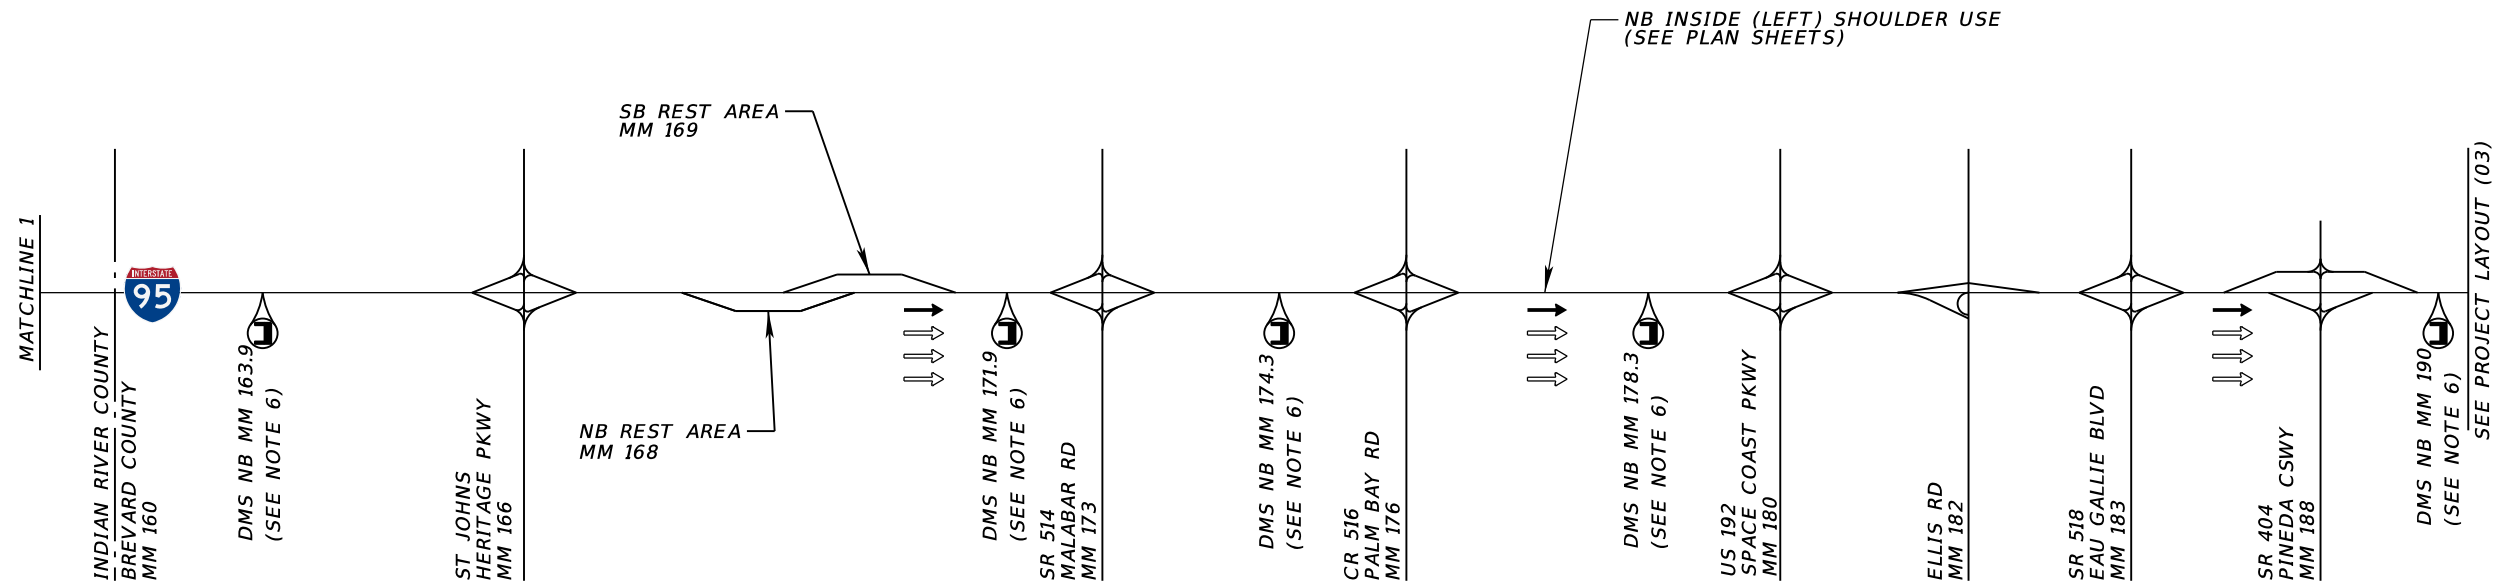 NB INSIDE (LEFT) SHOULDER USE
(SEE PLAN SHEETS)
SB REST AREA
MM 169
MATCHLINE 1
INDIAN RIVER COUNTY
BREVARD COUNTY
MM 160
INTERSTATE
95
DMS NB MM 163.9
(SEE NOTE 6)
ST JOHNS
HERITAGE PKWY
MM 166
NB REST AREA
MM 168
DMS NB MM 171.9
(SEE NOTE 6)
SR 514
MALABAR RD
MM 173
DMS NB MM 174.3
(SEE NOTE 6)
CR 516
PALM BAY RD
MM 176
DMS NB MM 178.3
(SEE NOTE 6)
US 192
SPACE COAST PKWY
MM 180
ELLIS RD
MM 182
SR 518
EAU GALLIE BLVD
MM 183
SR 404
PINEDA CSWY
MM 188
DMS NB MM 190
(SEE NOTE 6)
SEE PROJECT LAYOUT (03)